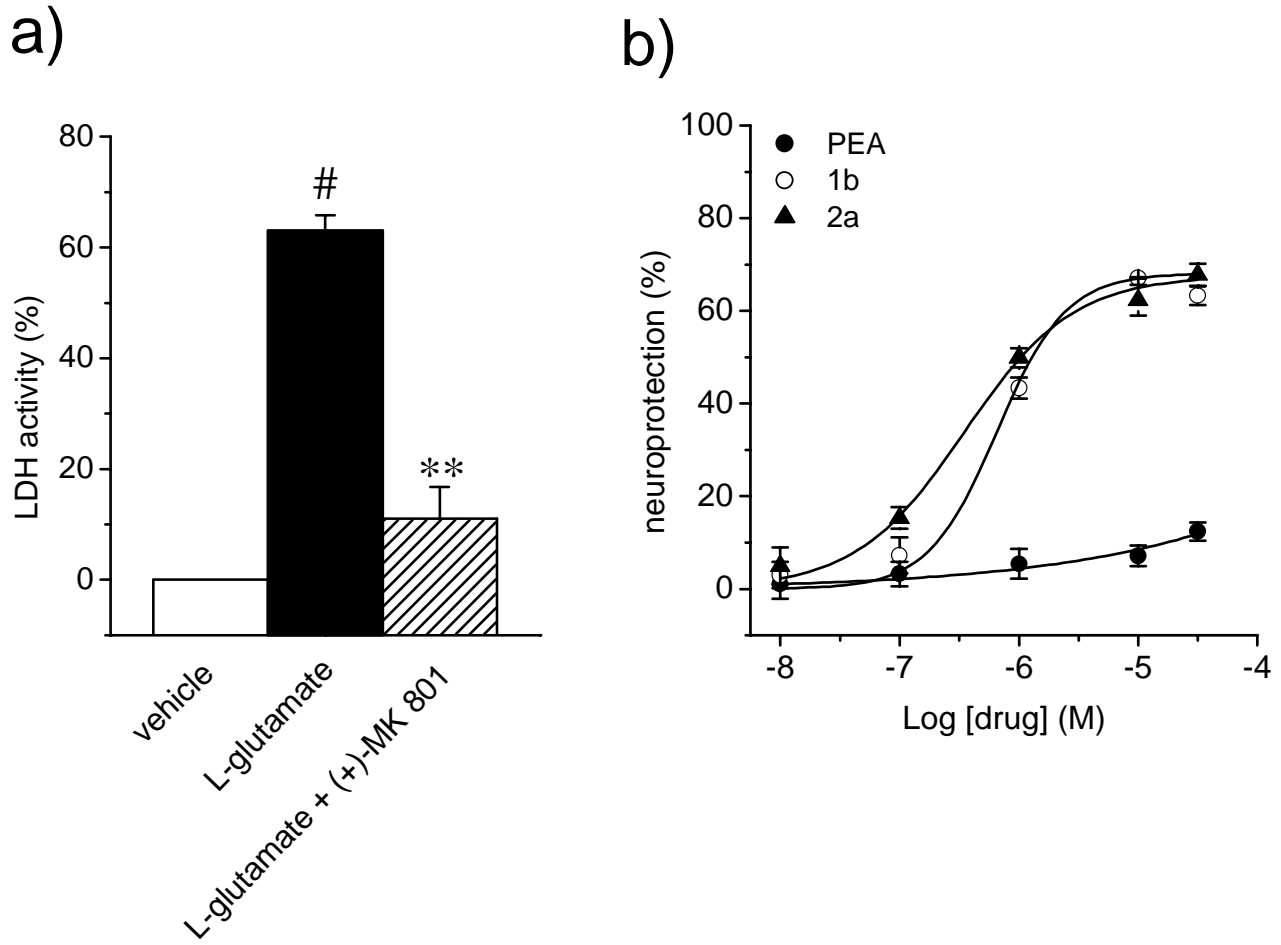 a)
80
60
40
20
0
LDH activity (%)
#
**
vehicle
L-glutamate
L-glutamate + (+)-MK 801
b)
100
80
60
40
20
0
neuroprotection (%)
PEA
1b
2a
-8 -7 -6 -5 -4
Log [drug] (M)